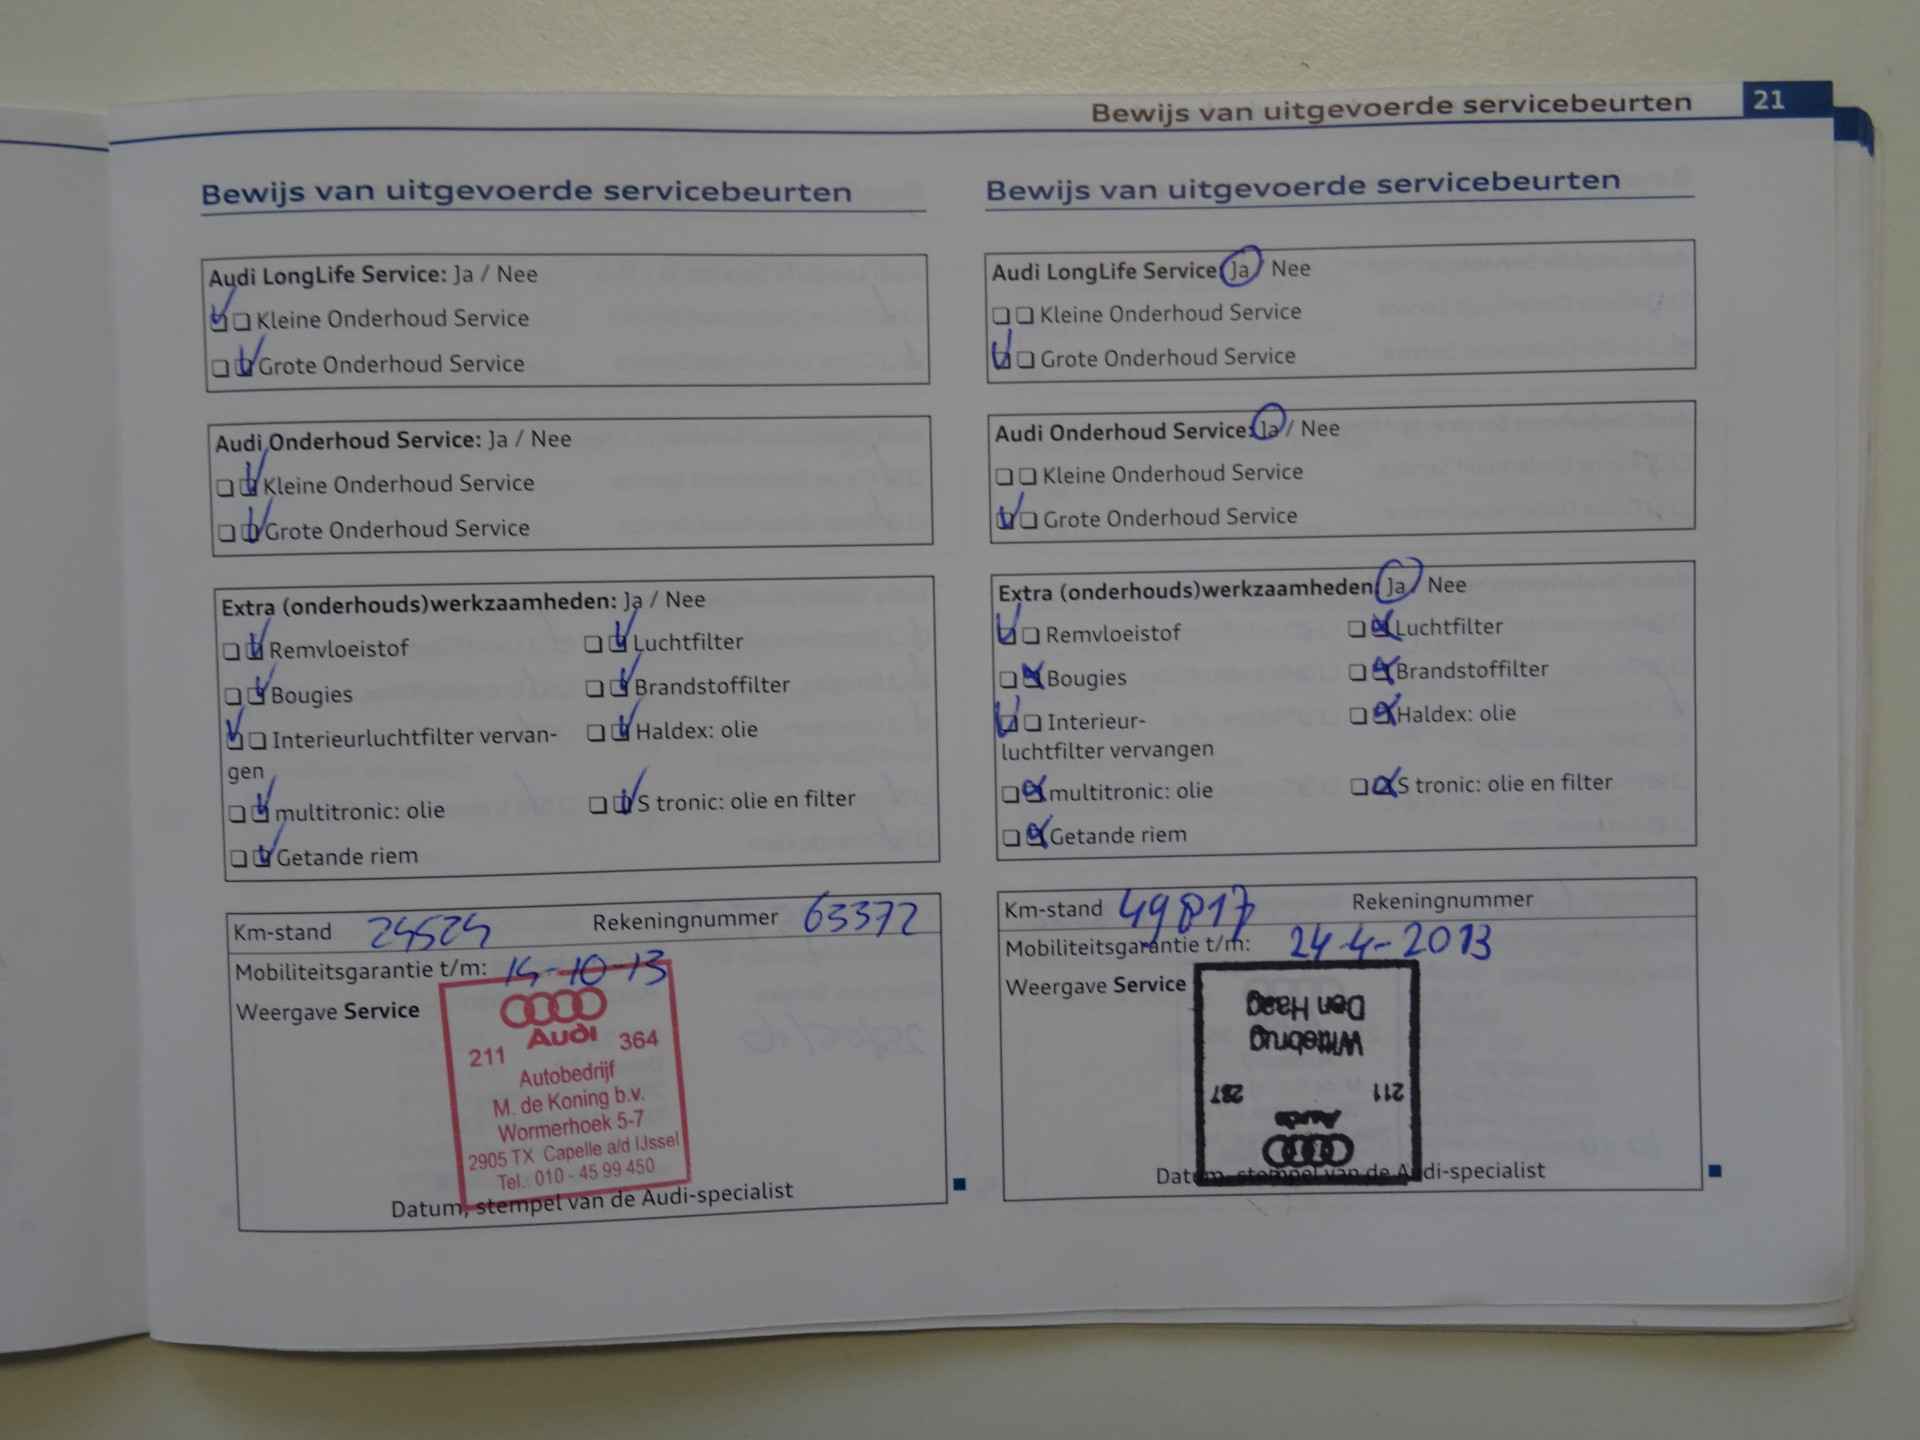 Bewijs van uitgevoerde servicebeurten 21
Bewijs van uitgevoerde servicebeurten
Audi LongLife Service: Ja / Nee
Kleine Onderhoud Service
Grote Onderhoud Service
Audi Onderhoud Service: Ja / Nee
Kleine Onderhoud Service
Grote Onderhoud Service
Extra (onderhouds)werkzaamheden: Ja / Nee
Remvloeistof Luchtfilter
Bougies Brandstoffilter
Interieurluchtfilter vervan- Haldex: olie
gen
multitronic: olie S tronic: olie en filter
Getande riem
Km-stand 24524 Rekeningnummer 63372
Mobiliteitsgarantie t/m: 14-10-13
Weergave Service
Audi
211 364
Autobedrijf
M. de Koning b.v.
Wormerhoek 5-7
2905 TX Capelle a/d IJssel
Tel.: 010 - 45 99 450
Datum, stempel van de Audi-specialist
Bewijs van uitgevoerde servicebeurten
Audi LongLife Service: Ja / Nee
Kleine Onderhoud Service
Grote Onderhoud Service
Audi Onderhoud Service: Ja / Nee
Kleine Onderhoud Service
Grote Onderhoud Service
Extra (onderhouds)werkzaamheden: Ja / Nee
Remvloeistof Luchtfilter
Bougies Brandstoffilter
Interieur- Haldex: olie
luchtfilter vervangen
multitronic: olie S tronic: olie en filter
Getande riem
Km-stand 49817 Rekeningnummer
Mobiliteitsgarantie t/m: 24-4-2013
Weergave Service
Audi
211 287
Wittebrug
Den Haag
Datum, stempel van de Audi-specialist